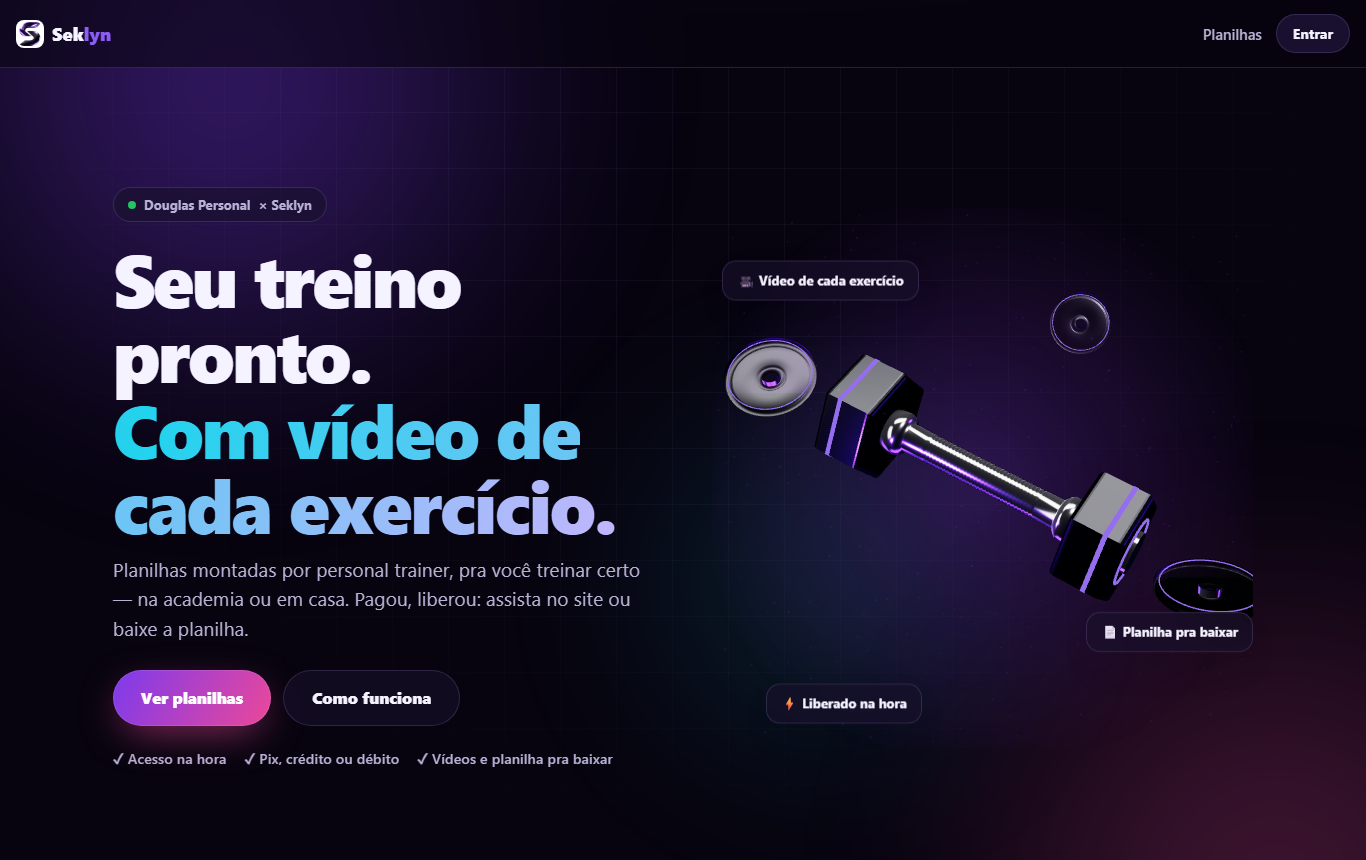 Seklyn
Planilhas
Entrar
Douglas Personal × Seklyn
Seu treino
pronto.
Com vídeo de
cada exercício.
Planilhas montadas por personal trainer, pra você treinar certo
— na academia ou em casa. Pagou, liberou: assista no site ou
baixe a planilha.
Ver planilhas
Como funciona
✓ Acesso na hora
✓ Pix, crédito ou débito
✓ Vídeos e planilha pra baixar
Vídeo de cada exercício
Planilha pra baixar
Liberado na hora